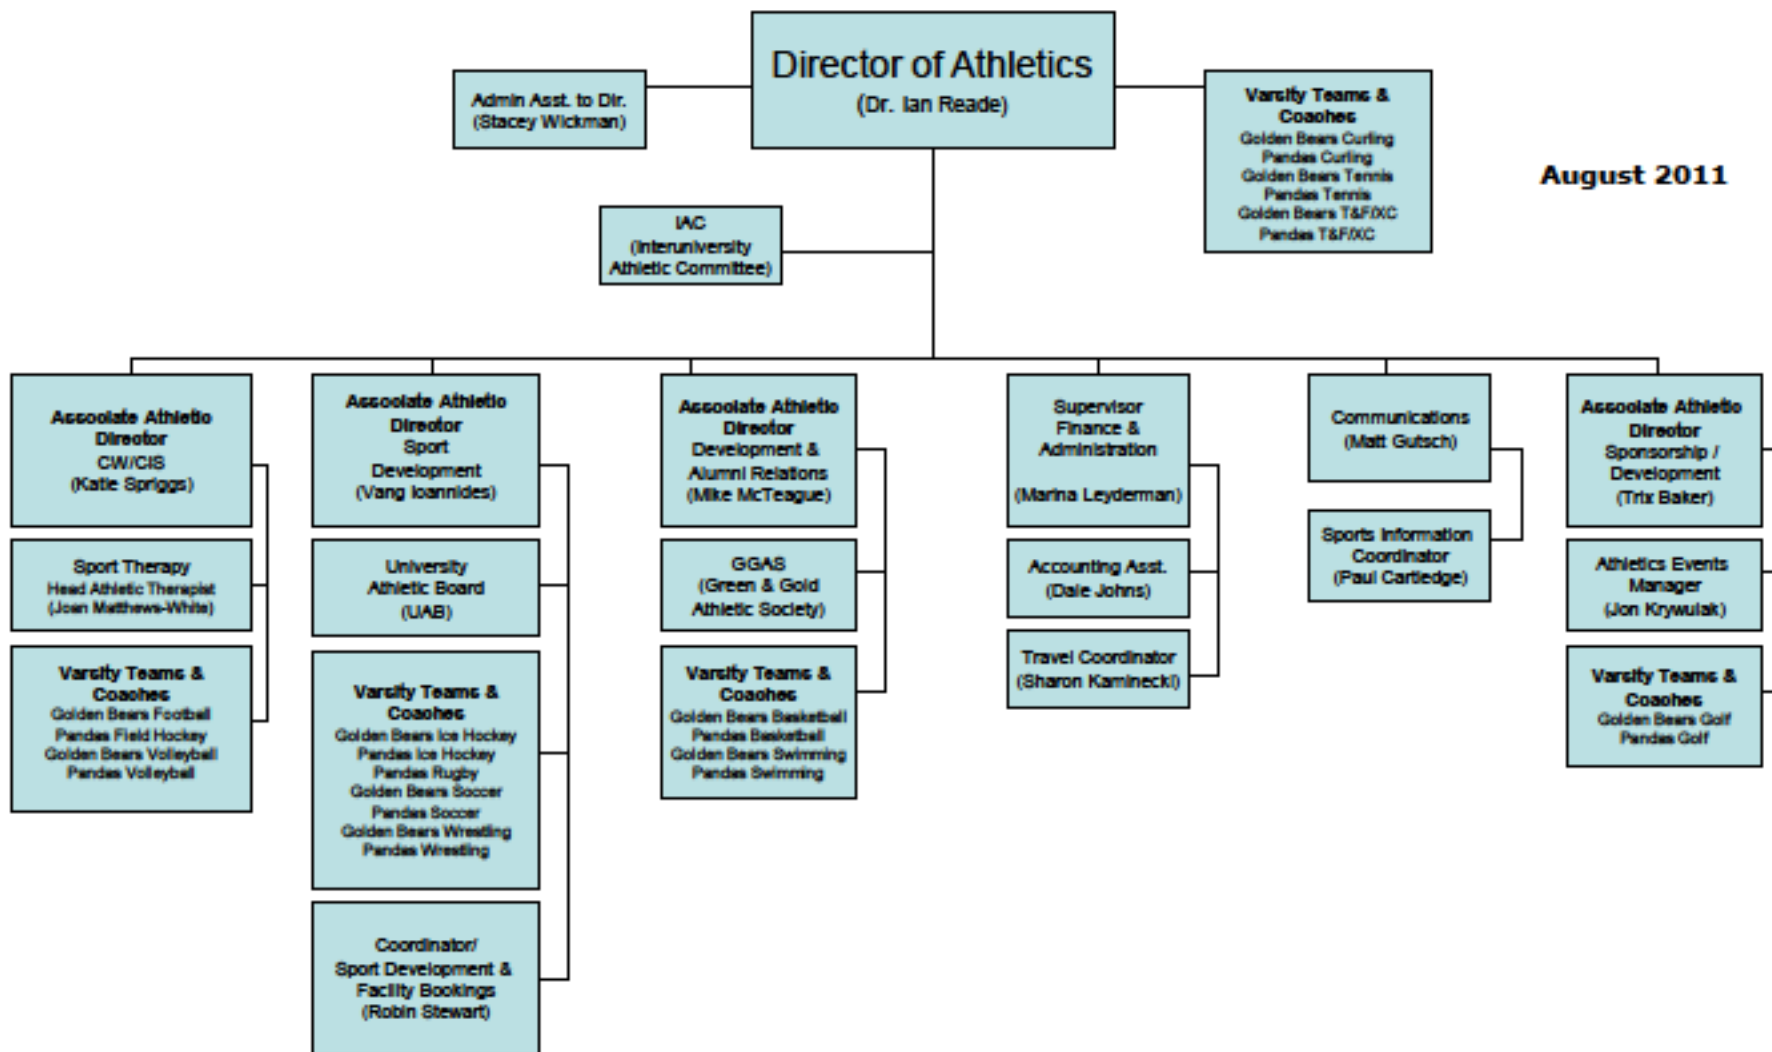 Director of Athletics
(Dr. Ian Reade)
Admin Asst. to Dir.
(Stacey Wickman)
Varsity Teams &
Coaches
Golden Bears Curling
Pandas Curling
Golden Bears Tennis
Pandas Tennis
Golden Bears T&F/XC
Pandas T&F/XC
August 2011
IAC
(Interuniversity
Athletic Committee)
Associate Athletic
Director
CW/CIS
(Katie Spriggs)
Sport Therapy
Head Athletic Therapist
(Joan Matthews-White)
Varsity Teams &
Coaches
Golden Bears Football
Pandas Field Hockey
Golden Bears Volleyball
Pandas Volleyball
Associate Athletic
Director
Sport
Development
(Vang Ioannides)
University
Athletic Board
(UAB)
Varsity Teams &
Coaches
Golden Bears Ice Hockey
Pandas Ice Hockey
Pandas Rugby
Golden Bears Soccer
Pandas Soccer
Golden Bears Wrestling
Pandas Wrestling
Coordinator/
Sport Development &
Facility Bookings
(Robin Stewart)
Associate Athletic
Director
Development &
Alumni Relations
(Mike McTeague)
GGAS
(Green & Gold
Athletic Society)
Varsity Teams &
Coaches
Golden Bears Basketball
Pandas Basketball
Golden Bears Swimming
Pandas Swimming
Supervisor
Finance &
Administration
(Marina Leyderman)
Accounting Asst.
(Dale Johns)
Travel Coordinator
(Sharon Kaminecki)
Communications
(Matt Gutsch)
Sports Information
Coordinator
(Paul Cartledge)
Associate Athletic
Director
Sponsorship /
Development
(Trix Baker)
Athletics Events
Manager
(Jon Krywulak)
Varsity Teams &
Coaches
Golden Bears Golf
Pandas Golf